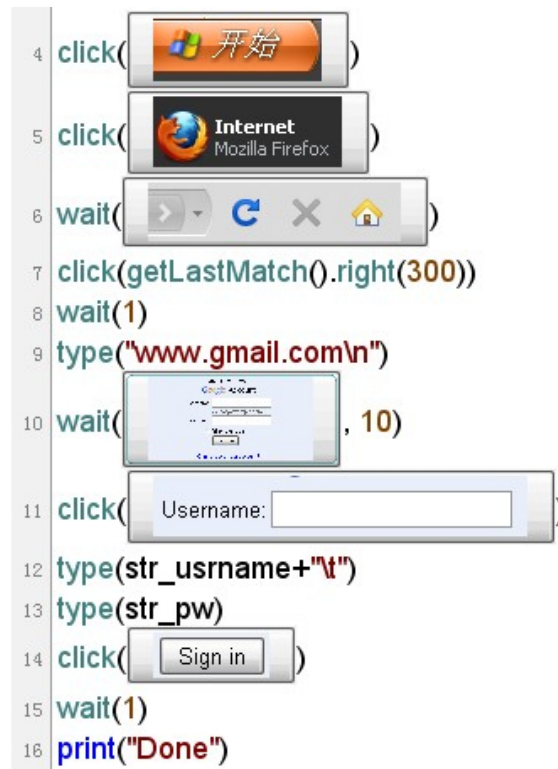 4 click( 开始 )
5 click( Internet
Mozilla Firefox )
6 wait( )
7 click(getLastMatch().right(300))
8 wait(1)
9 type("www.gmail.com\n")
10 wait( , 10)
11 click( Username: )
12 type(str_usrname+"\t")
13 type(str_pw)
14 click( Sign in )
15 wait(1)
16 print("Done")